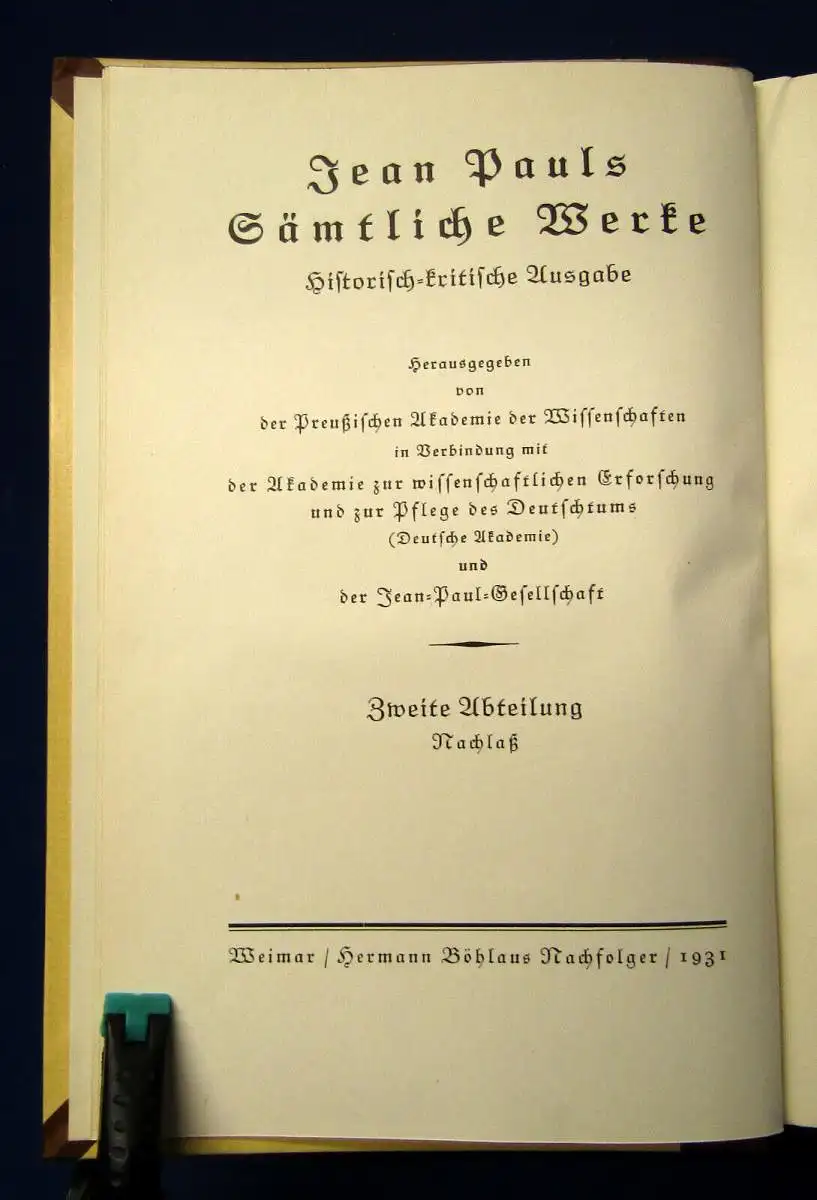 Jean Pauls
Sämtliche Werke
Historisch-kritische Ausgabe
Herausgegeben
von
der Preußischen Akademie der Wissenschaften
in Verbindung mit
der Akademie zur wissenschaftlichen Erforschung
und zur Pflege des Deutschtums
(Deutsche Akademie)
und
der Jean-Paul-Gesellschaft
Zweite Abteilung
Nachlaß
Weimar / Hermann Böhlaus Nachfolger / 1931